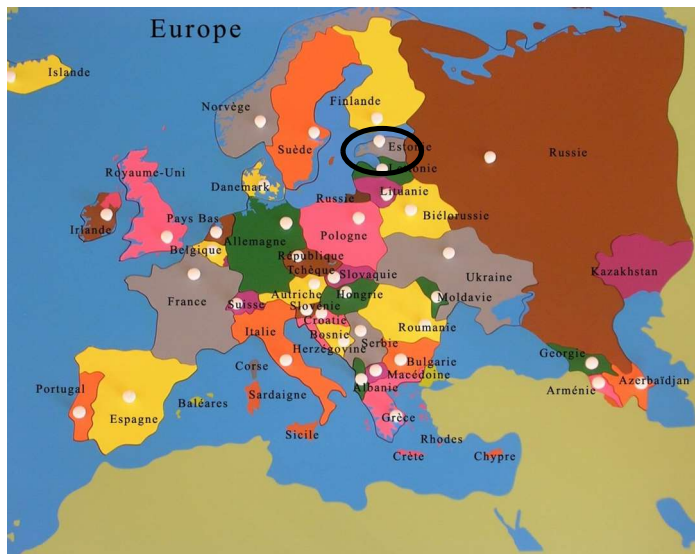 Europe
Islande
Norvège
Finlande
Suède
Estonie
Lettonie
Russie
Royaume-Uni
Danemark
Lituanie
Russie
Irlande
Pays Bas
Biélorussie
Belgique
Allemagne
Pologne
République
Tchèque
Slovaquie
Ukraine
Kazakhstan
France
Suisse
Autriche
Hongrie
Moldavie
Slovénie
Croatie
Italie
Bosnie
Herzégovine
Serbie
Roumanie
Corse
Bulgarie
Macédoine
Albanie
Georgie
Arménie
Azerbaïdjan
Portugal
Espagne
Baléares
Sardaigne
Sicile
Grèce
Rhodes
Crète
Chypre